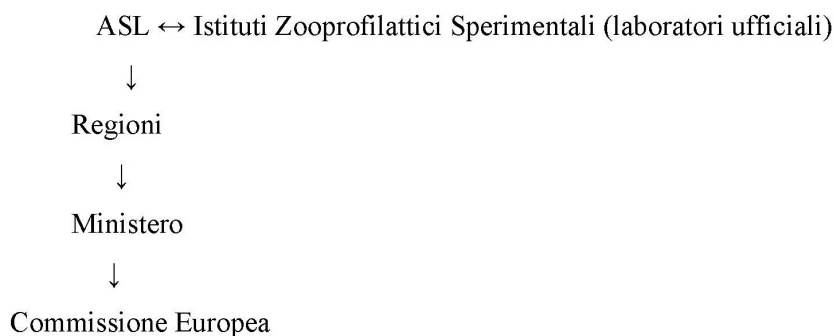 ASL ↔ Istituti Zooprofilattici Sperimentali (laboratori ufficiali)
↓
Regioni
↓
Ministero
↓
Commissione Europea